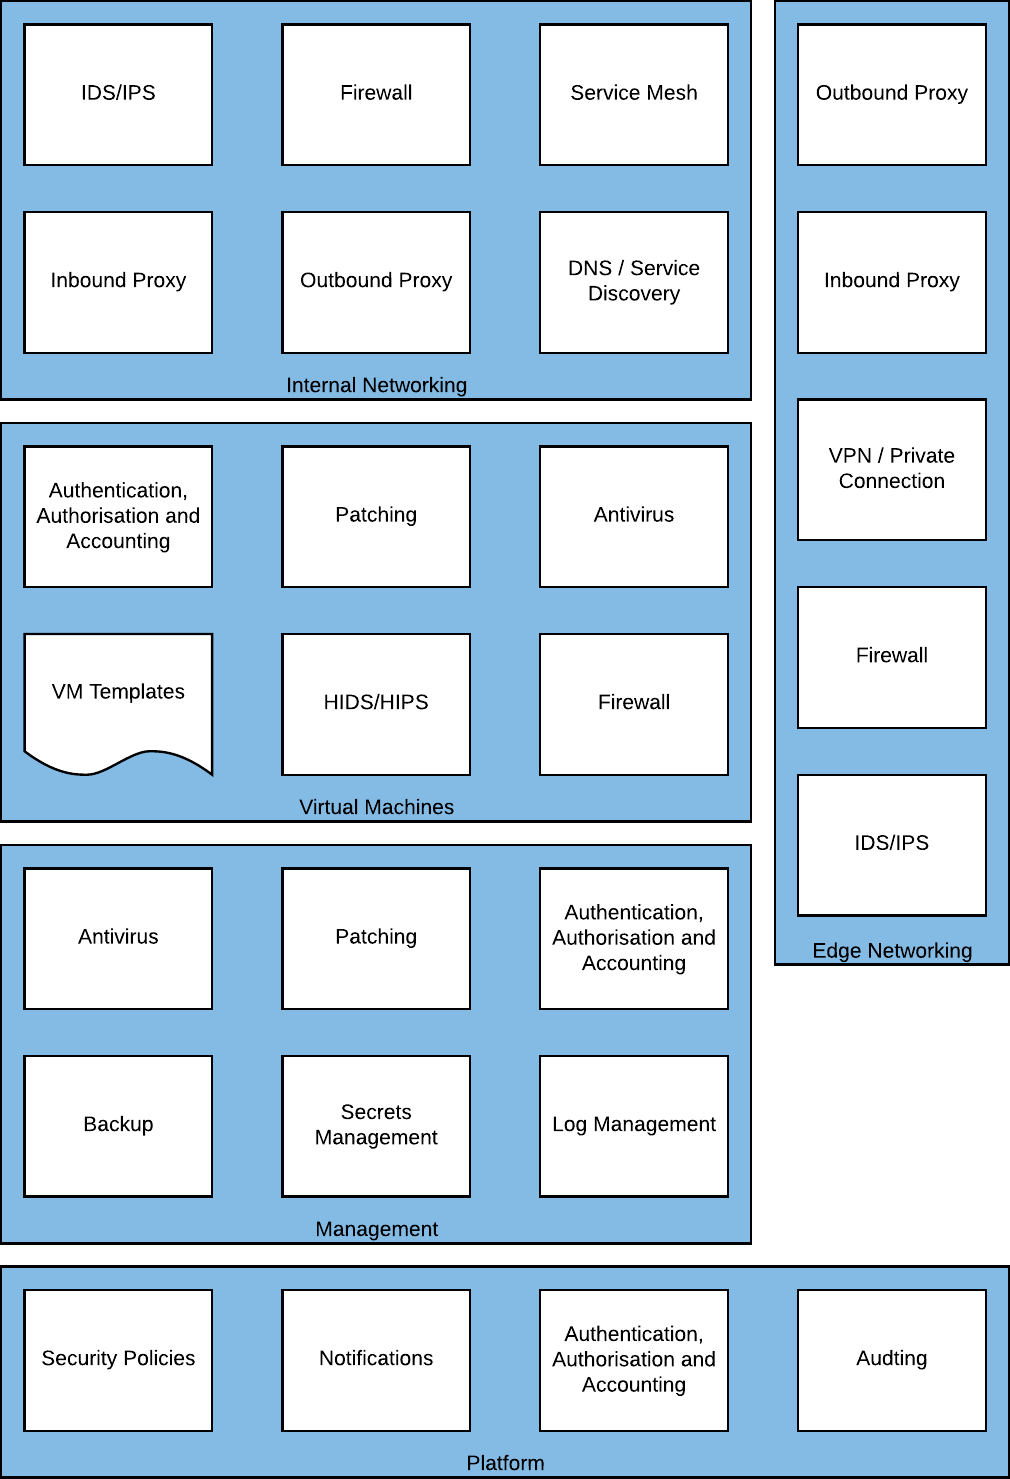 IDS/IPS
Firewall
Service Mesh
Inbound Proxy
Outbound Proxy
DNS / Service
Discovery
Internal Networking
Outbound Proxy
Inbound Proxy
VPN / Private
Connection
Firewall
IDS/IPS
Edge Networking
Authentication,
Authorisation and
Accounting
Patching
Antivirus
VM Templates
HIDS/HIPS
Firewall
Virtual Machines
Antivirus
Patching
Authentication,
Authorisation and
Accounting
Backup
Secrets
Management
Log Management
Management
Security Policies
Notifications
Authentication,
Authorisation and
Accounting
Audting
Platform